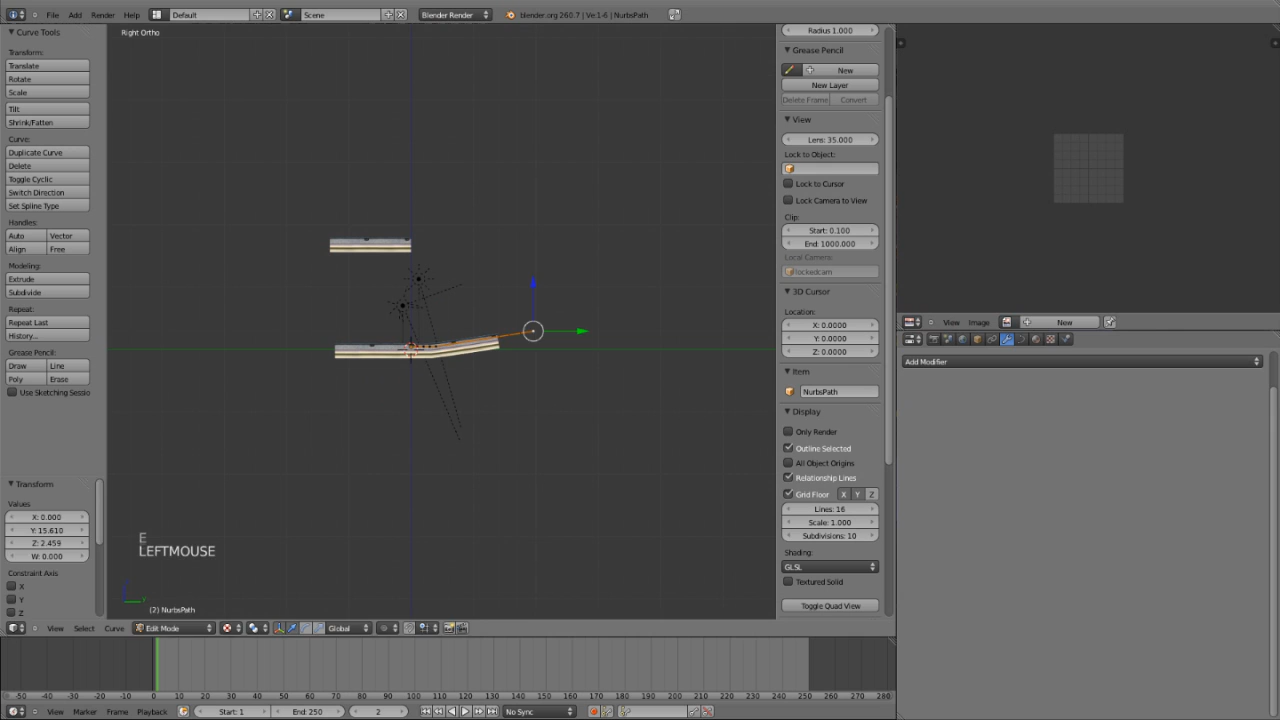 File Add Render Help Default Scene Blender Render blender.org 260.7 | Ve:1-6 | NurbsPath
Curve Tools
Transform:
Translate
Rotate
Scale
Tilt
Shrink/Fatten
Curve:
Duplicate Curve
Delete
Toggle Cyclic
Switch Direction
Set Spline Type
Handles:
Auto Vector
Align Free
Modeling:
Extrude
Subdivide
Repeat:
Repeat Last
History...
Grease Pencil:
Draw Line
Poly Erase
Use Sketching Sessio
Transform
Values
X: 0.000
Y: 15.610
Z: 2.459
W: 0.000
Constraint Axis
X
Y
Z
Right Ortho
E
LEFTMOUSE
(2) NurbsPath
Radius 1.000
Grease Pencil
New
New Layer
Delete Frame Convert
View
Lens: 35.000
Lock to Object:
Lock to Cursor
Lock Camera to View
Clip:
Start: 0.100
End: 1000.000
Local Camera:
lockedcam
3D Cursor
Location:
X: 0.0000
Y: 0.0000
Z: 0.0000
Item
NurbsPath
Display
Only Render
Outline Selected
All Object Origins
Relationship Lines
Grid Floor X Y Z
Lines: 16
Scale: 1.000
Subdivisions: 10
Shading:
GLSL
Textured Solid
Toggle Quad View
View Image New
Add Modifier
View Select Curve Edit Mode Global
-50 -40 -30 -20 -10 0 10 20 30 40 50 60 70 80 90 100 110 120 130 140 150 160 170 180 190 200 210 220 230 240 250 260 270 280
View Marker Frame Playback Start: 1 End: 250 2 No Sync